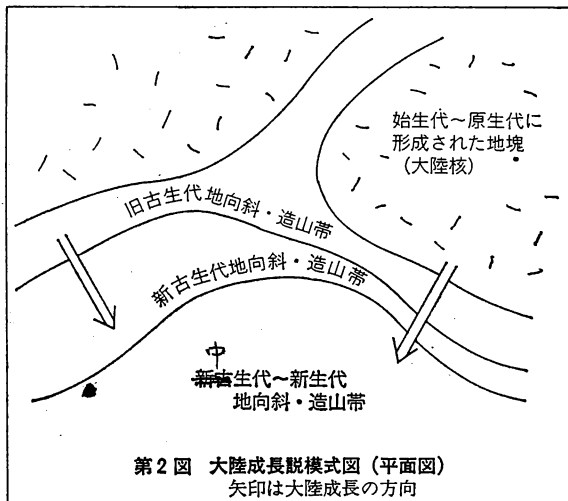 始生代～原生代に
形成された地塊
（大陸核）
旧古生代地向斜・造山帯
新古生代地向斜・造山帯
中
新古生代～新生代
地向斜・造山帯
第2図 大陸成長説模式図（平面図）
矢印は大陸成長の方向